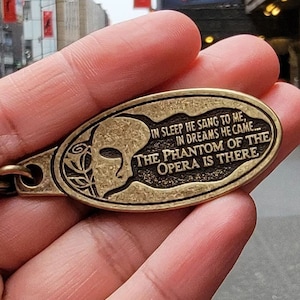 IN SLEEP HE SANG TO ME,
IN DREAMS HE CAME...
THE PHANTOM OF THE
OPERA IS THERE